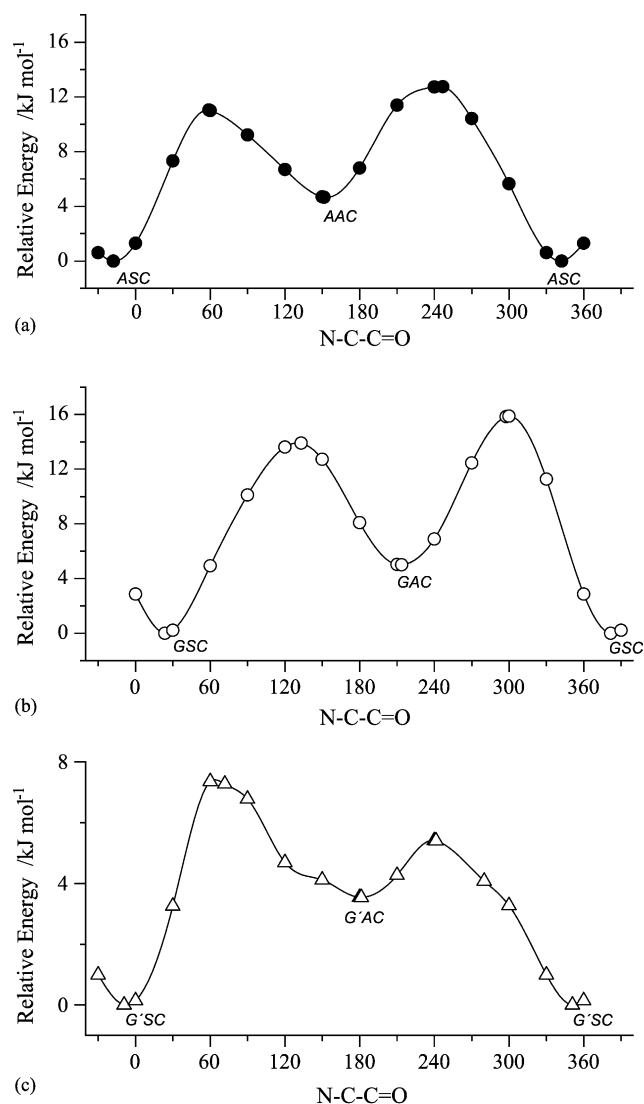 16
12
8
4
0
Relative Energy /kJ mol⁻¹
AAC
ASC
ASC
0 60 120 180 240 300 360
(a)
N-C-C=O
16
12
8
4
0
Relative Energy /kJ mol⁻¹
GAC
GSC
GSC
0 60 120 180 240 300 360
N-C-C=O
(b)
8
4
0
Relative Energy /kJ mol⁻¹
G´AC
G´SC
G´SC
0 60 120 180 240 300 360
(c)
N-C-C=O